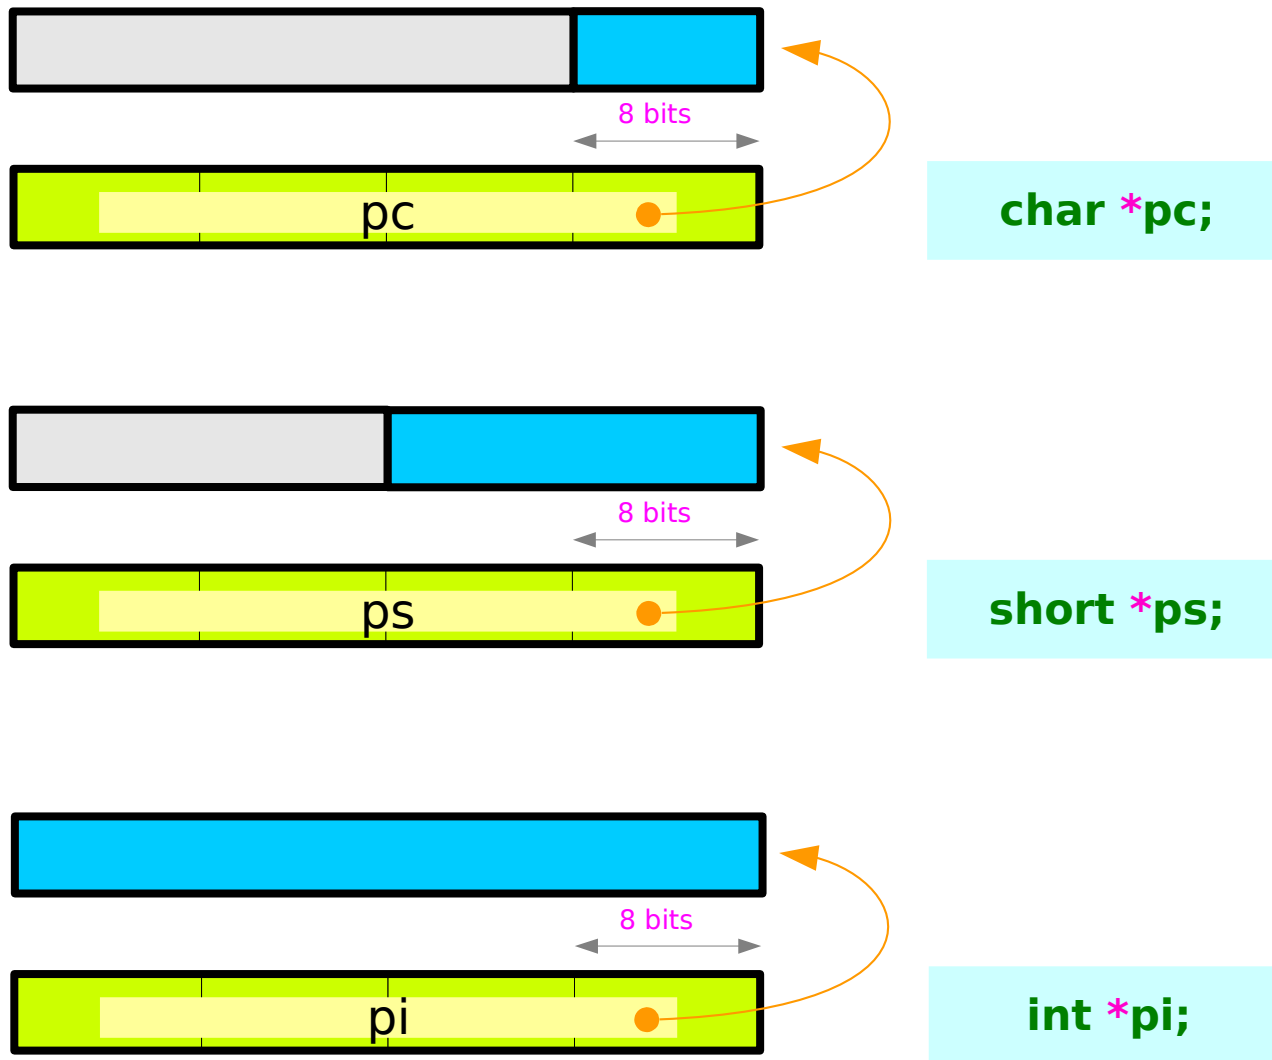 8 bits
pc
char *pc;
8 bits
ps
short *ps;
8 bits
pi
int *pi;